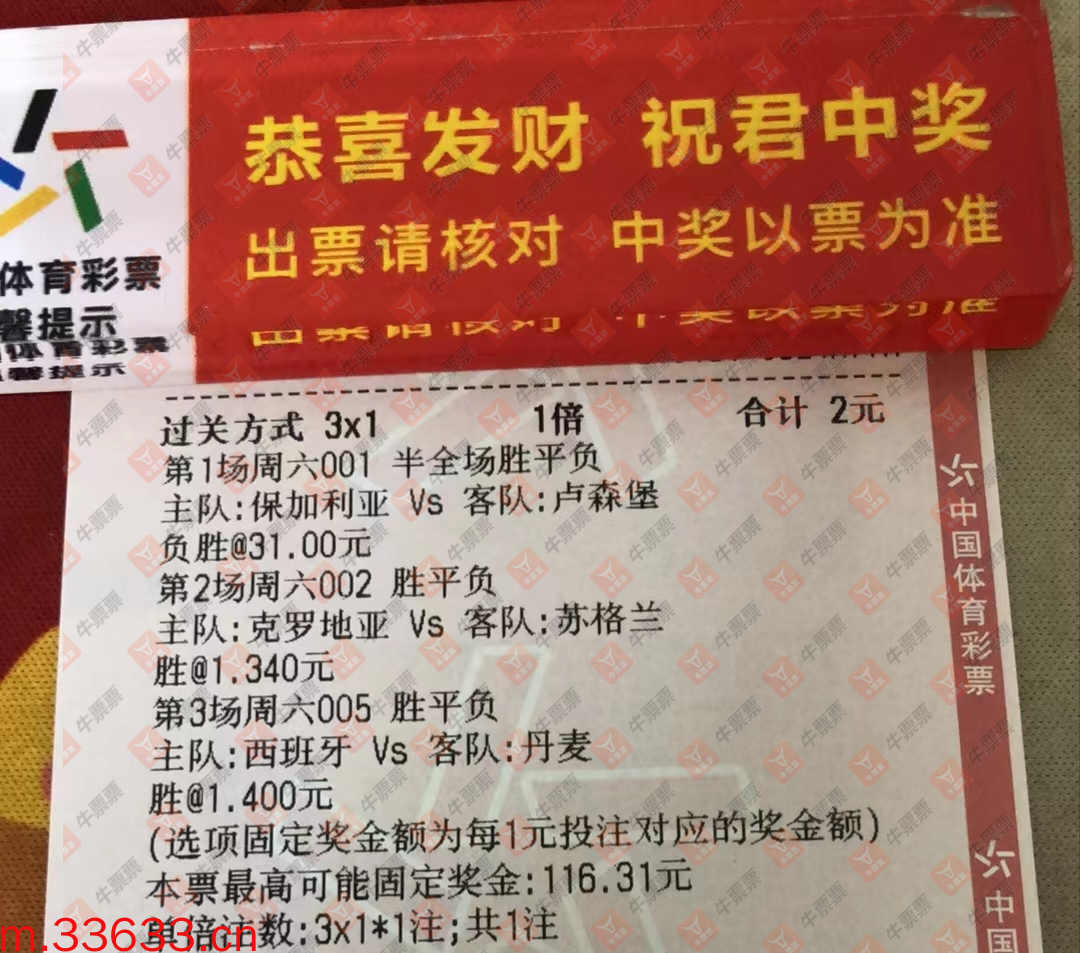 恭喜发财 祝君中奖
出票请核对 中奖以票为准
体育彩票
馨提示
过关方式 3x1 1倍 合计 2元
第1场周六001 半全场胜平负
主队:保加利亚 Vs 客队:卢森堡
负胜@31.00元
第2场周六002 胜平负
主队:克罗地亚 Vs 客队:苏格兰
胜@1.340元
第3场周六005 胜平负
主队:西班牙 Vs 客队:丹麦
胜@1.400元
(选项固定奖金额为每1元投注对应的奖金额)
本票最高可能固定奖金:116.31元
单倍注数:3x1*1注;共1注
中国体育彩票
中国
m.33633.cn
牛票票